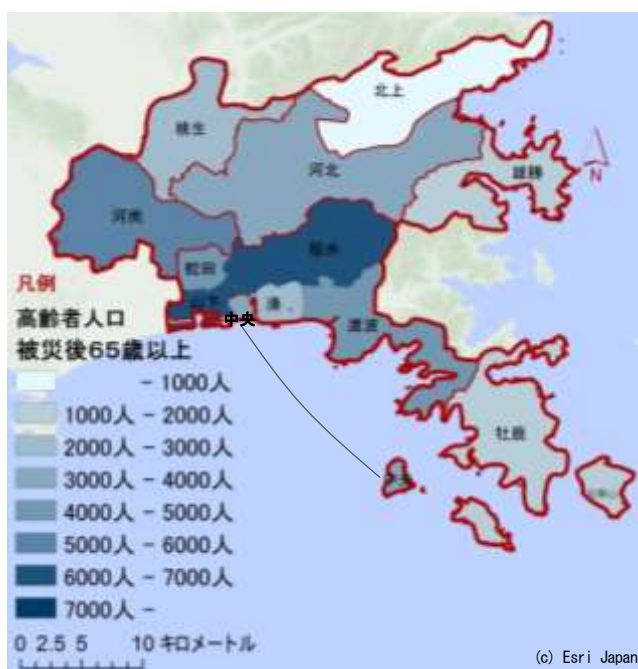 北上
桃生
河北
雄勝
N
河南
稲井
蛇田
凡例
山下
湊
高齢者人口
中央
渡波
被災後65歳以上
- 1000人
1000人 - 2000人
2000人 - 3000人
牡鹿
3000人 - 4000人
4000人 - 5000人
5000人 - 6000人
6000人 - 7000人
7000人 -
0 2.5 5 10 キロメートル
(c) Esri Japan